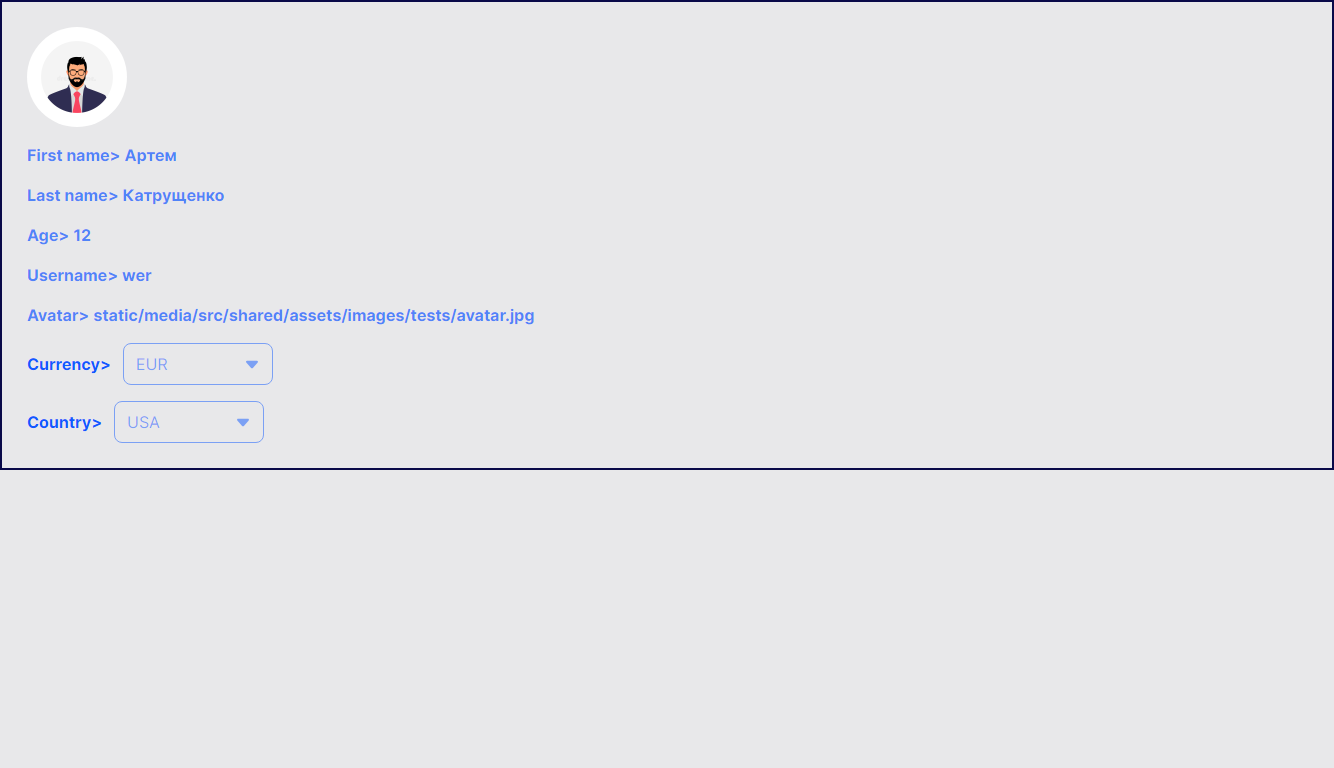 First name> Артем
Last name> Катрущенко
Age> 12
Username> wer
Avatar> static/media/src/shared/assets/images/tests/avatar.jpg
Currency> EUR
Country> USA